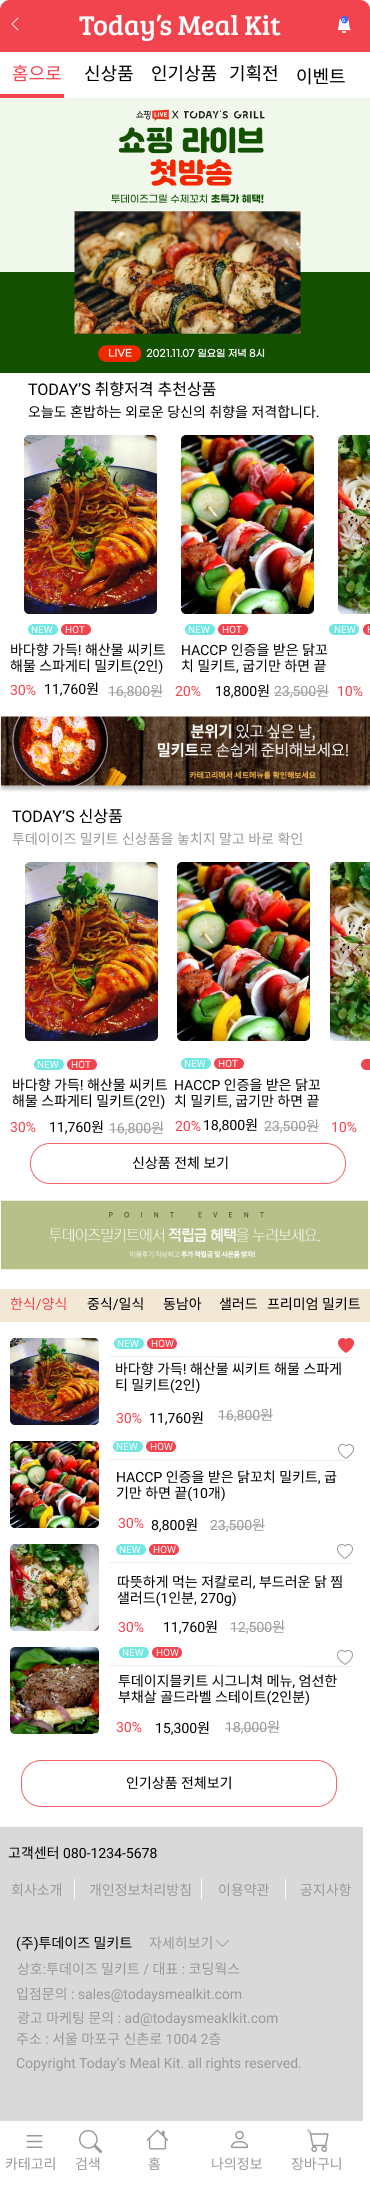 Today's Meal Kit
홈으로 신상품 인기상품 기획전 이벤트
쇼핑LIVE X TODAY'S GRILL
쇼핑 라이브
첫방송
투데이즈그릴 수제꼬치 초특가 혜택!
LIVE 2021.11.07 일요일 저녁 8시
TODAY'S 취향저격 추천상품
오늘도 혼밥하는 외로운 당신의 취향을 저격합니다.
NEW HOT NEW HOT NEW
바다향 가득! 해산물 씨키트
해물 스파게티 밀키트(2인)
30% 11,760원 16,800원
HACCP 인증을 받은 닭꼬
치 밀키트, 굽기만 하면 끝
20% 18,800원 23,500원 10%
분위기 있고 싶은 날,
밀키트로 손쉽게 준비해보세요!
카테고리에서 세트메뉴를 확인해보세요
TODAY'S 신상품
투데이이즈 밀키트 신상품을 놓치지 말고 바로 확인
NEW HOT NEW HOT
바다향 가득! 해산물 씨키트
해물 스파게티 밀키트(2인)
30% 11,760원 16,800원
HACCP 인증을 받은 닭꼬
치 밀키트, 굽기만 하면 끝
20% 18,800원 23,500원 10%
신상품 전체 보기
POINT EVENT
투데이즈밀키트에서 적립금 혜택을 누려보세요.
이용후기 작성하고 추가 적립금 및 사은품 받자!
한식/양식 중식/일식 동남아 샐러드 프리미엄 밀키트
NEW HOW
바다향 가득! 해산물 씨키트 해물 스파게
티 밀키트(2인)
30% 11,760원 16,800원
NEW HOW
HACCP 인증을 받은 닭꼬치 밀키트, 굽
기만 하면 끝(10개)
30% 8,800원 23,500원
NEW HOW
따뜻하게 먹는 저칼로리, 부드러운 닭 찜
샐러드(1인분, 270g)
30% 11,760원 12,500원
NEW HOW
투데이지믈키트 시그니쳐 메뉴, 엄선한
부채살 골드라벨 스테이트(2인분)
30% 15,300원 18,000원
인기상품 전체보기
고객센터 080-1234-5678
회사소개 개인정보처리방침 이용약관 공지사항
(주)투데이즈 밀키트 자세히보기
상호:투데이즈 밀키트 / 대표 : 코딩웍스
입점문의 : sales@todaysmealkit.com
광고 마케팅 문의 : ad@todaysmeaklkit.com
주소 : 서울 마포구 신촌로 1004 2층
Copyright Today's Meal Kit. all rights reserved.
카테고리 검색 홈 나의정보 장바구니